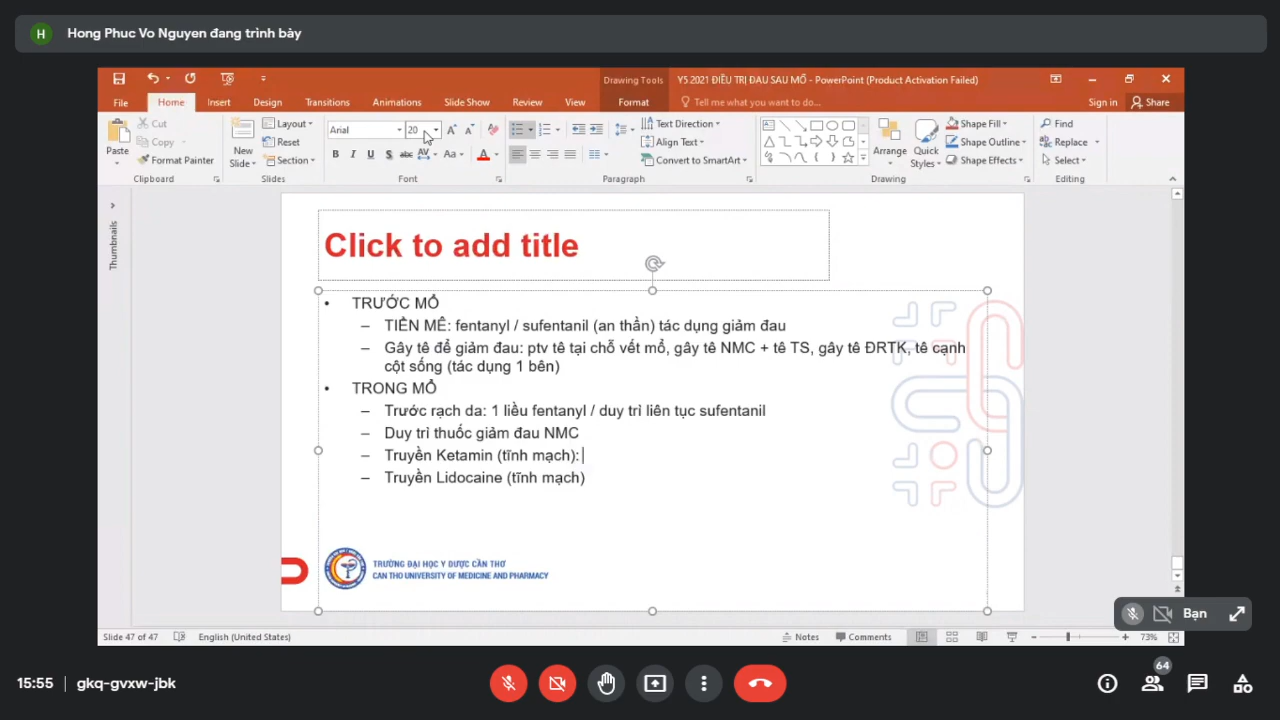 H Hong Phuc Vo Nguyen đang trình bày
Drawing Tools Y5 2021 ĐIỀU TRỊ ĐAU SAU MỔ - PowerPoint (Product Activation Failed)
File Home Insert Design Transitions Animations Slide Show Review View Format Tell me what you want to do... Sign in Share
Paste Cut Copy Format Painter
Clipboard
New Slide Layout Reset Section
Slides
Arial 20
B I U S abc AV Aa A
Font
Text Direction Align Text Convert to SmartArt
Paragraph
Arrange Quick Styles Shape Fill Shape Outline Shape Effects
Drawing
Find Replace Select
Editing
Thumbnails
Click to add title
• TRƯỚC MỔ
– TIỀN MÊ: fentanyl / sufentanil (an thần) tác dụng giảm đau
– Gây tê để giảm đau: ptv tê tại chỗ vết mổ, gây tê NMC + tê TS, gây tê ĐRTK, tê cạnh
cột sống (tác dụng 1 bên)
• TRONG MỔ
– Trước rạch da: 1 liều fentanyl / duy trì liên tục sufentanil
– Duy trì thuốc giảm đau NMC
– Truyền Ketamin (tĩnh mạch):
– Truyền Lidocaine (tĩnh mạch)
TRƯỜNG ĐẠI HỌC Y DƯỢC CẦN THƠ
CAN THO UNIVERSITY OF MEDICINE AND PHARMACY
Bạn
Slide 47 of 47 English (United States) Notes Comments 73%
15:55 | gkq-gvxw-jbk
64